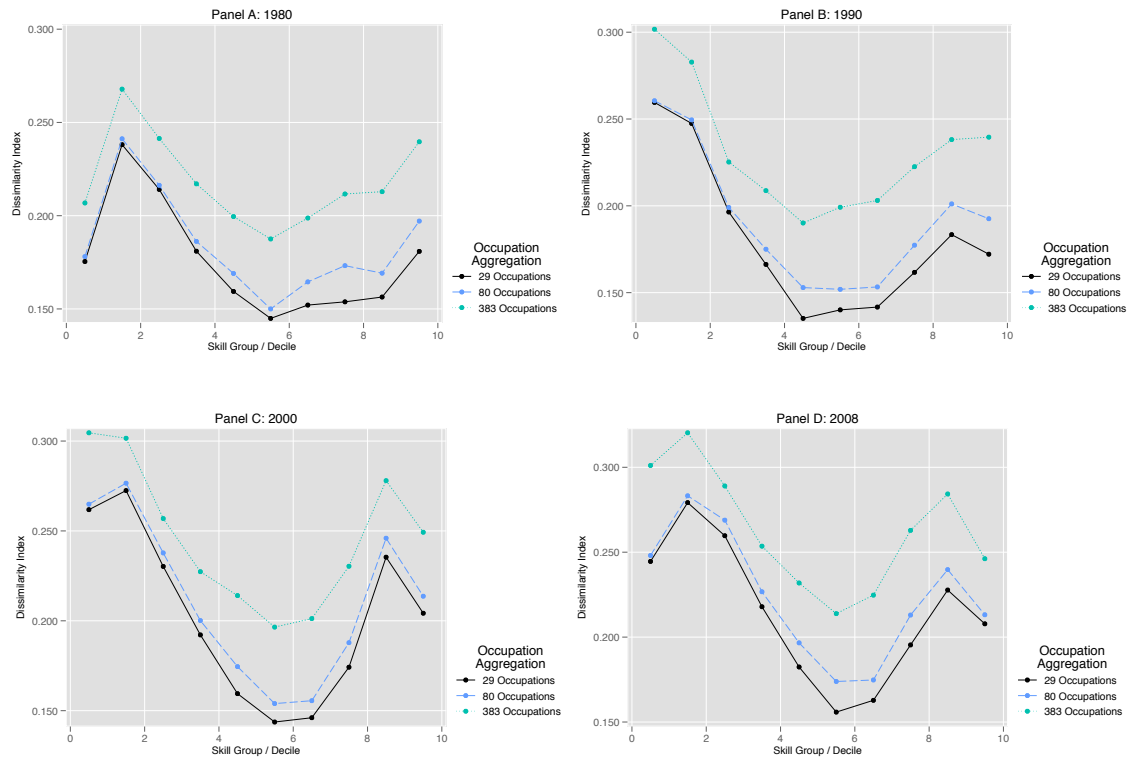 Panel A: 1980
0.300
0.250
0.200
0.150
Dissimilarity Index
0
2
4
6
8
10
Skill Group / Decile
Occupation
Aggregation
29 Occupations
80 Occupations
383 Occupations
Panel B: 1990
0.300
0.250
0.200
0.150
Dissimilarity Index
0
2
4
6
8
10
Skill Group / Decile
Occupation
Aggregation
29 Occupations
80 Occupations
383 Occupations
Panel C: 2000
0.300
0.250
0.200
0.150
Dissimilarity Index
0
2
4
6
8
10
Skill Group / Decile
Occupation
Aggregation
29 Occupations
80 Occupations
383 Occupations
Panel D: 2008
0.300
0.250
0.200
0.150
Dissimilarity Index
0
2
4
6
8
10
Skill Group / Decile
Occupation
Aggregation
29 Occupations
80 Occupations
383 Occupations